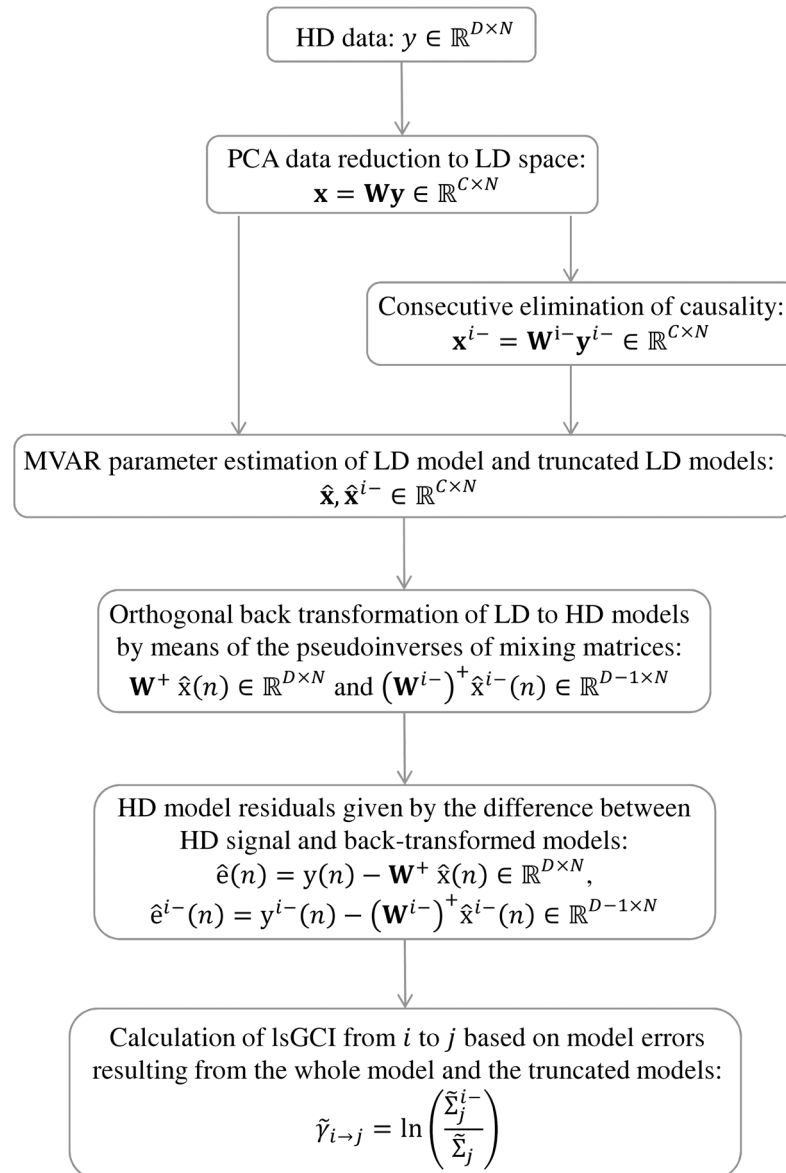 HD data: y ∈ ℝ^{D×N}
PCA data reduction to LD space:
x = Wy ∈ ℝ^{C×N}
Consecutive elimination of causality:
x^{i−} = W^{i−}y^{i−} ∈ ℝ^{C×N}
MVAR parameter estimation of LD model and truncated LD models:
x̂, x̂^{i−} ∈ ℝ^{C×N}
Orthogonal back transformation of LD to HD models
by means of the pseudoinverses of mixing matrices:
W⁺ x̂(n) ∈ ℝ^{D×N} and (W^{i−})⁺x̂^{i−}(n) ∈ ℝ^{D−1×N}
HD model residuals given by the difference between
HD signal and back-transformed models:
ê(n) = y(n) − W⁺ x̂(n) ∈ ℝ^{D×N},
ê^{i−}(n) = y^{i−}(n) − (W^{i−})⁺x̂^{i−}(n) ∈ ℝ^{D−1×N}
Calculation of lsGCI from i to j based on model errors
resulting from the whole model and the truncated models:
γ̃_{i→j} = ln(Σ̃_j^{i−} / Σ̃_j)